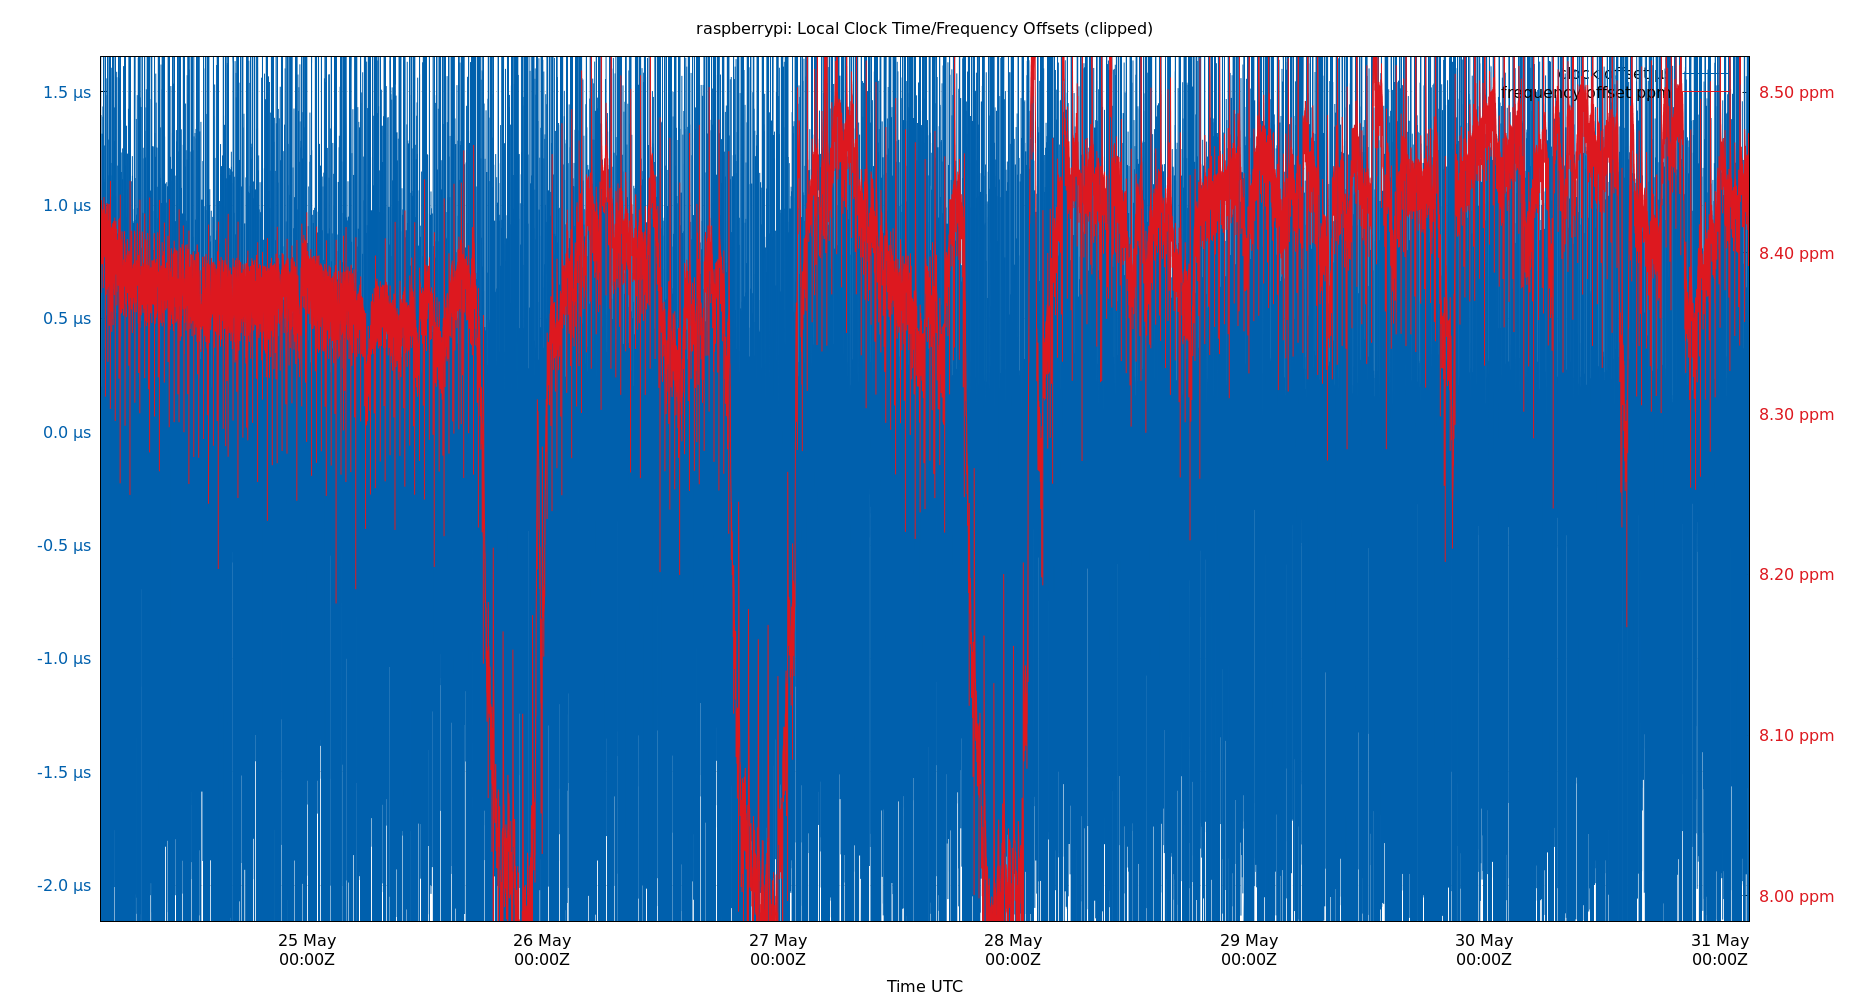 raspberrypi: Local Clock Time/Frequency Offsets (clipped)
clock offset µs
frequency offset ppm
1.5 µs
1.0 µs
0.5 µs
0.0 µs
-0.5 µs
-1.0 µs
-1.5 µs
-2.0 µs
8.50 ppm
8.40 ppm
8.30 ppm
8.20 ppm
8.10 ppm
8.00 ppm
25 May 26 May 27 May 28 May 29 May 30 May 31 May
00:00Z 00:00Z 00:00Z 00:00Z 00:00Z 00:00Z 00:00Z
Time UTC